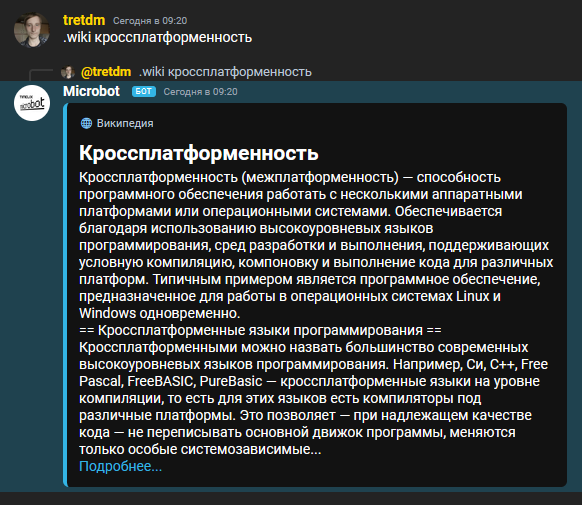 tretdm Сегодня в 09:20
.wiki кроссплатформенность
@tretdm .wiki кроссплатформенность
Microbot БОТ Сегодня в 09:20
microbot
Википедия
Кроссплатформенность
Кроссплатформенность (межплатформенность) — способность
программного обеспечения работать с несколькими аппаратными
платформами или операционными системами. Обеспечивается
благодаря использованию высокоуровневых языков
программирования, сред разработки и выполнения, поддерживающих
условную компиляцию, компоновку и выполнение кода для различных
платформ. Типичным примером является программное обеспечение,
предназначенное для работы в операционных системах Linux и
Windows одновременно.
== Кроссплатформенные языки программирования ==
Кроссплатформенными можно назвать большинство современных
высокоуровневых языков программирования. Например, Си, С++, Free
Pascal, FreeBASIC, PureBasic — кроссплатформенные языки на уровне
компиляции, то есть для этих языков есть компиляторы под
различные платформы. Это позволяет — при надлежащем качестве
кода — не переписывать основной движок программы, меняются
только особые системозависимые...
Подробнее...